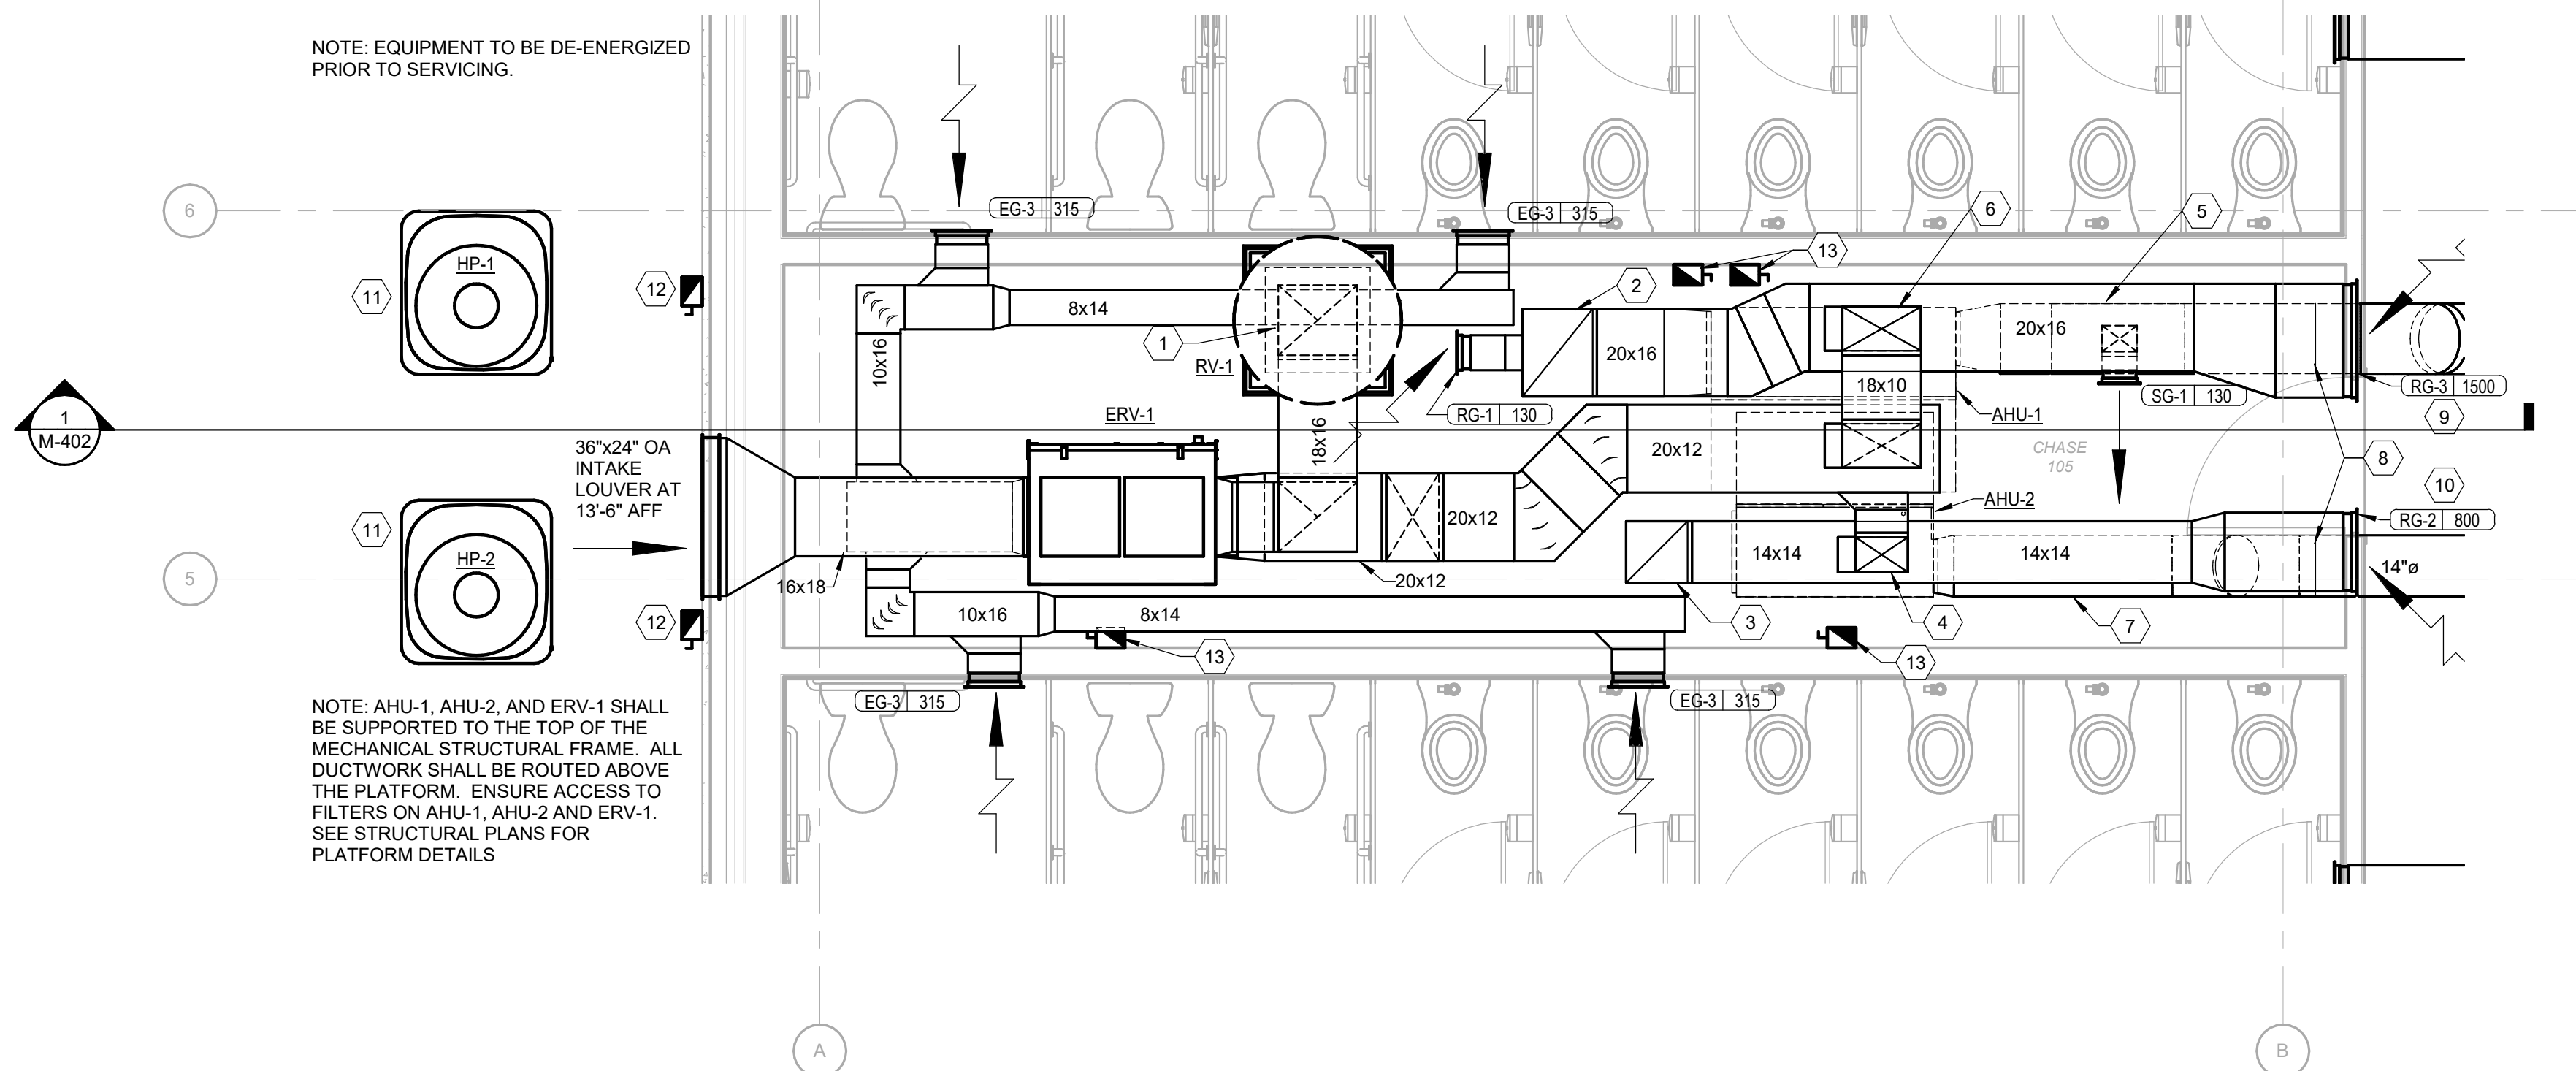 NOTE: EQUIPMENT TO BE DE-ENERGIZED
PRIOR TO SERVICING.
6
HP-1
11
12
EG-3 315
EG-3 315
6
5
13
2
8x14
1
RV-1
10x16
20x16
20x16
18x10
RG-3 1500
SG-1 130
RG-1 130
AHU-1
9
1
M-402
ERV-1
36"x24" OA
INTAKE
LOUVER AT
13'-6" AFF
18x16
20x12
CHASE
105
8
10
AHU-2
RG-2 800
11
HP-2
20x12
14x14
14x14
14"ø
5
16x18
20x12
12
10x16
8x14
3
4
7
13
13
EG-3 315
EG-3 315
NOTE: AHU-1, AHU-2, AND ERV-1 SHALL
BE SUPPORTED TO THE TOP OF THE
MECHANICAL STRUCTURAL FRAME. ALL
DUCTWORK SHALL BE ROUTED ABOVE
THE PLATFORM. ENSURE ACCESS TO
FILTERS ON AHU-1, AHU-2 AND ERV-1.
SEE STRUCTURAL PLANS FOR
PLATFORM DETAILS
A
B